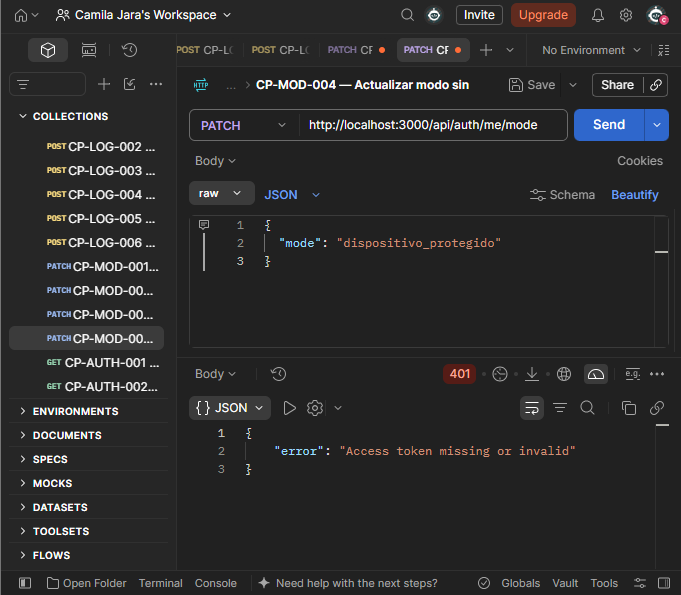 Camila Jara's Workspace
Invite
Upgrade
POST CP-L
POST CP-L
PATCH CF
PATCH CF
No Environment
HTTP
... > CP-MOD-004 — Actualizar modo sin
Save
Share
COLLECTIONS
PATCH
http://localhost:3000/api/auth/me/mode
Send
POST CP-LOG-002 ...
POST CP-LOG-003 ...
POST CP-LOG-004 ...
POST CP-LOG-005 ...
POST CP-LOG-006 ...
PATCH CP-MOD-001...
PATCH CP-MOD-00...
PATCH CP-MOD-00...
PATCH CP-MOD-00...
GET CP-AUTH-001 ...
GET CP-AUTH-002...
ENVIRONMENTS
DOCUMENTS
SPECS
MOCKS
DATASETS
TOOLSETS
FLOWS
Body
Cookies
raw
JSON
Schema
Beautify
1 {
2 "mode": "dispositivo_protegido"
3 }
Body
401
e.g.
{} JSON
1 {
2 "error": "Access token missing or invalid"
3 }
Open Folder
Terminal
Console
Need help with the next steps?
Globals
Vault
Tools